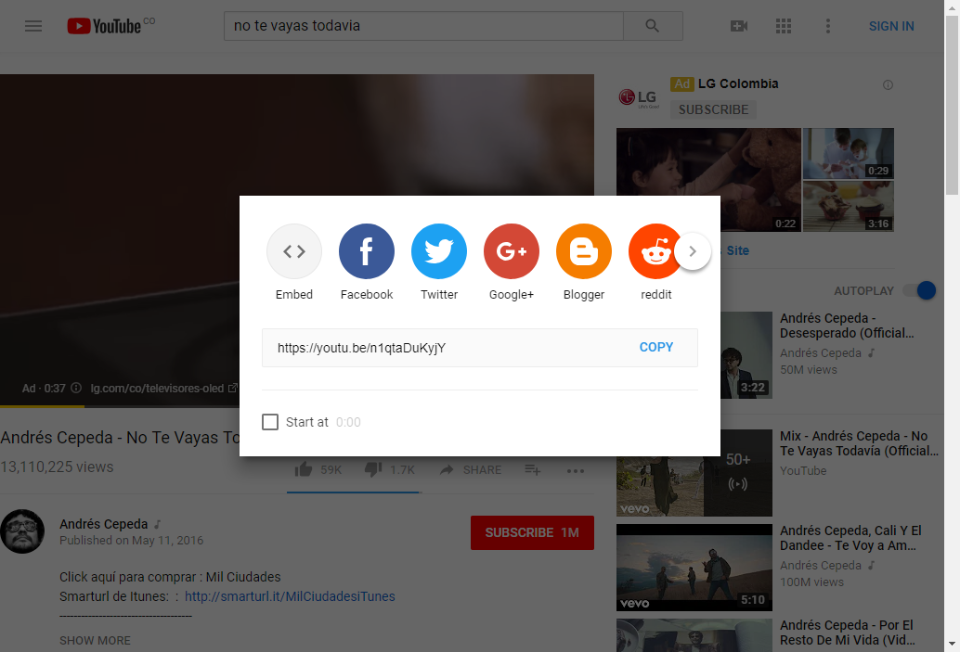 YouTube CO
no te vayas todavia
SIGN IN
Ad LG Colombia
SUBSCRIBE
LG
0:29
0:22
3:16
Site
Embed
Facebook
Twitter
Google+
Blogger
reddit
https://youtu.be/n1qtaDuKyjY
COPY
Start at 0:00
Ad · 0:37
lg.com/co/televisores-oled
AUTOPLAY
Andrés Cepeda -
Desesperado (Official...
Andrés Cepeda
50M views
3:22
Andrés Cepeda - No Te Vayas To
13,110,225 views
59K
1.7K
SHARE
Andrés Cepeda
Published on May 11, 2016
SUBSCRIBE 1M
Click aquí para comprar : Mil Ciudades
Smarturl de Itunes: : http://smarturl.it/MilCiudadesiTunes
----------------------------------------
SHOW MORE
50+
vevo
Mix - Andrés Cepeda - No
Te Vayas Todavía (Official...
YouTube
vevo
5:10
Andrés Cepeda, Cali Y El
Dandee - Te Voy a Am...
Andrés Cepeda
100M views
Andrés Cepeda - Por El
Resto De Mi Vida (Vid...